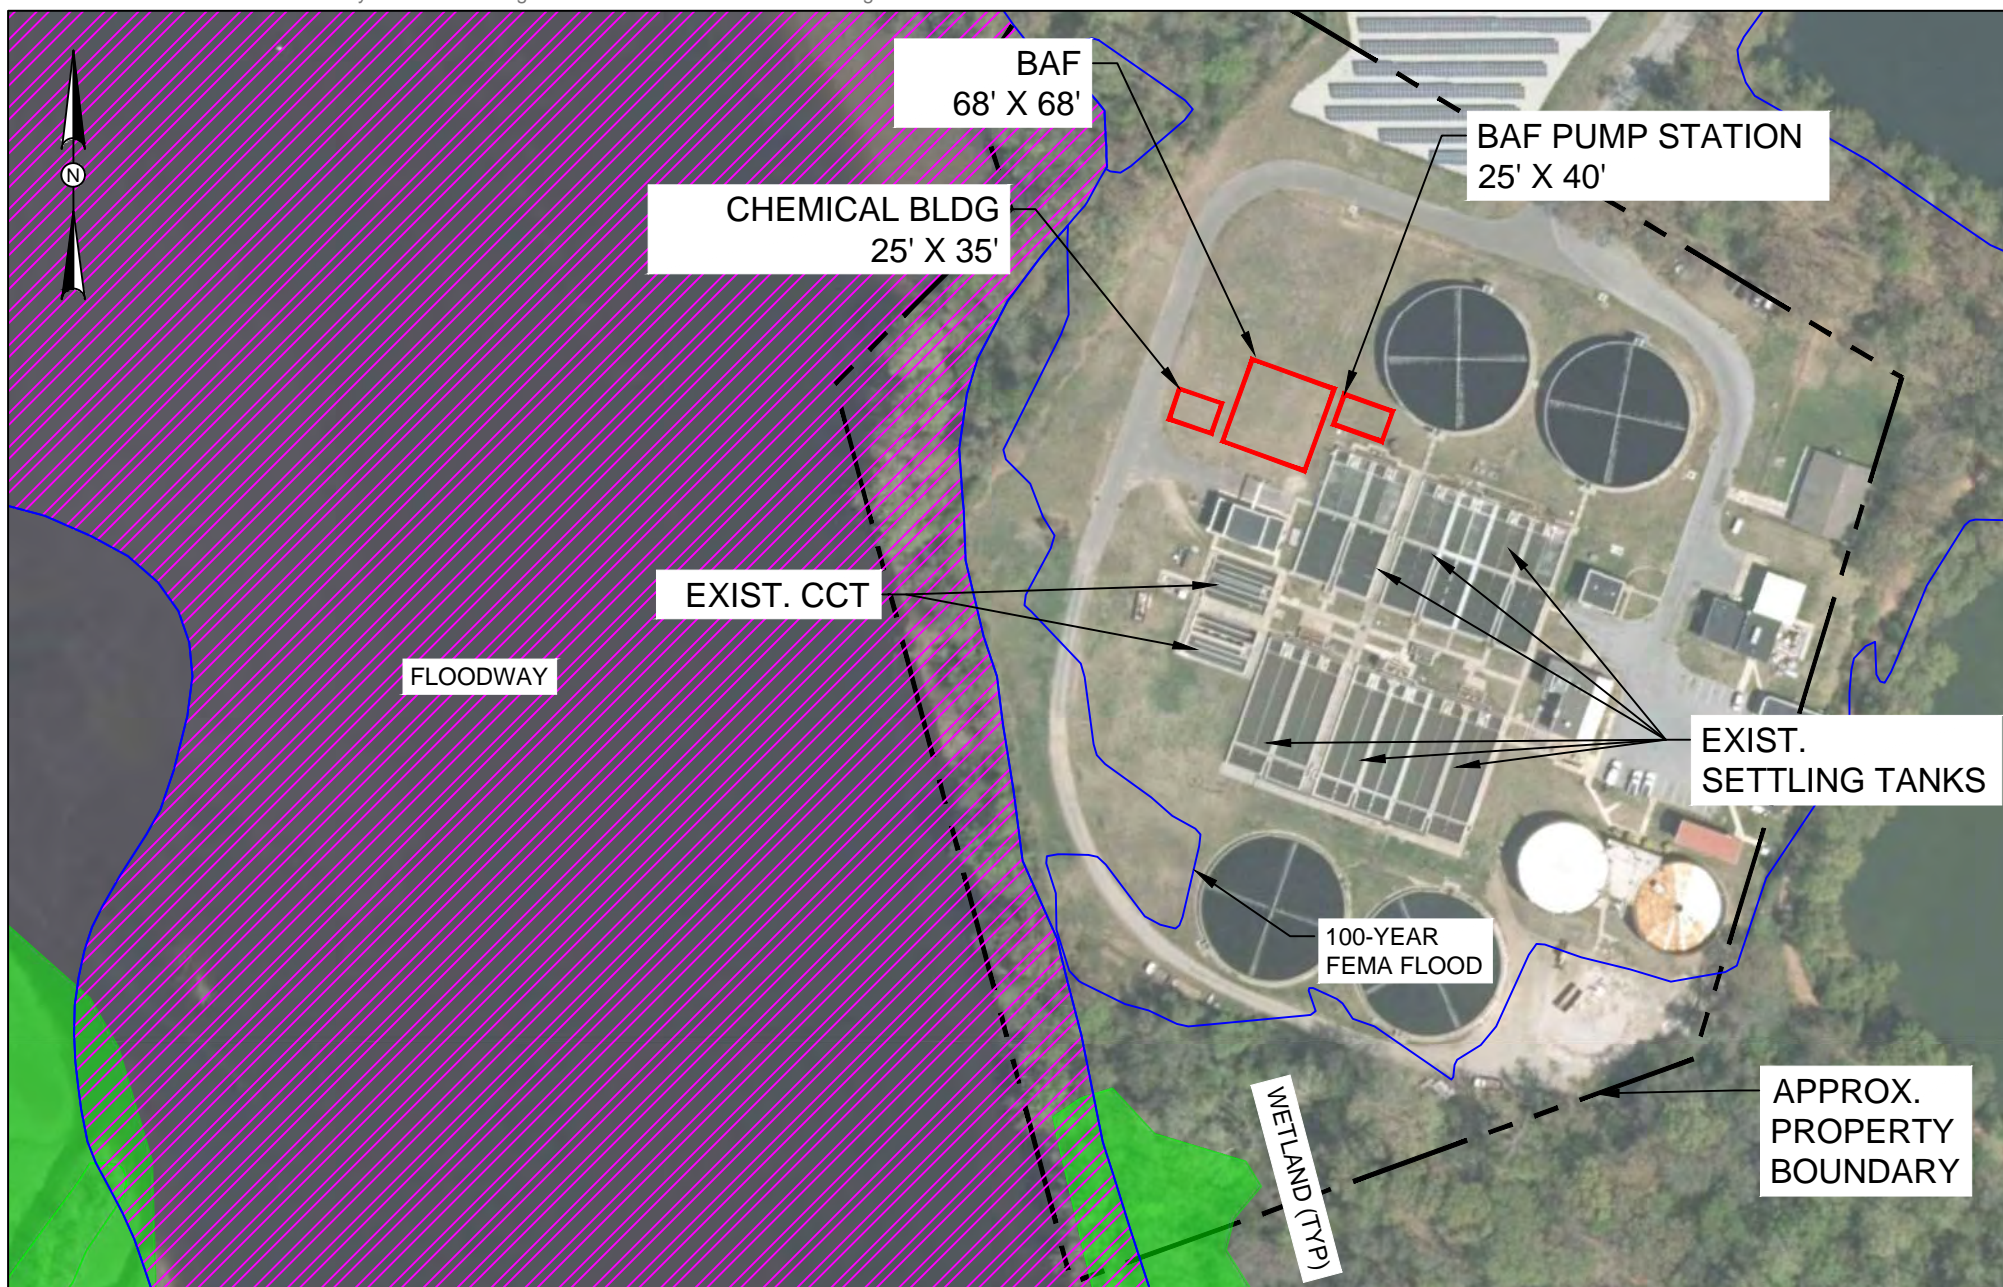 BAF
68' X 68'
BAF PUMP STATION
25' X 40'
N
CHEMICAL BLDG
25' X 35'
EXIST. CCT
FLOODWAY
EXIST.
SETTLING TANKS
100-YEAR
FEMA FLOOD
WETLAND (TYP)
APPROX.
PROPERTY
BOUNDARY